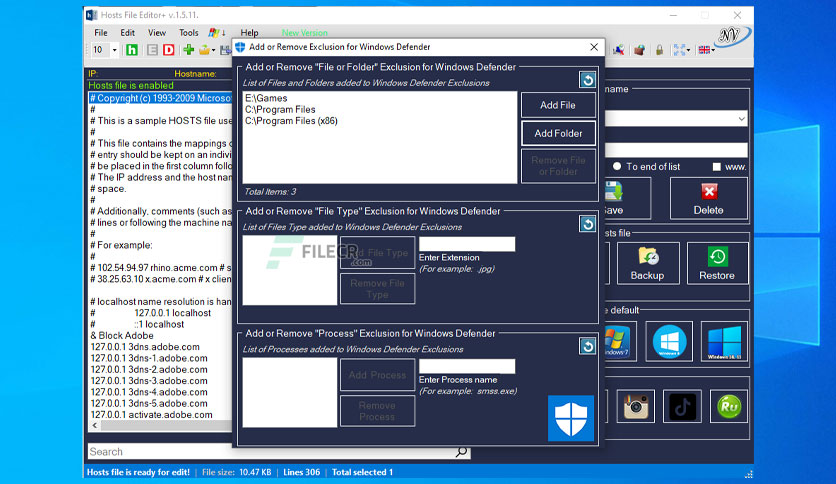 Hosts File Editor+ v.1.5.11.
File Edit View Tools Help New Version
10
NV
IP: Hostname:
Hosts file is enabled
# Copyright (c) 1993-2009 Microso
#
# This is a sample HOSTS file use
#
# This file contains the mappings o
# entry should be kept on an indivi
# be placed in the first column follo
# The IP address and the host nam
# space.
#
# Additionally, comments (such as
# lines or following the machine na
#
# For example:
#
# 102.54.94.97 rhino.acme.com # s
# 38.25.63.10 x.acme.com # x clien
# localhost name resolution is han
# 127.0.0.1 localhost
# ::1 localhost
& Block Adobe
127.0.0.1 3dns.adobe.com
127.0.0.1 3dns-1.adobe.com
127.0.0.1 3dns-2.adobe.com
127.0.0.1 3dns-3.adobe.com
127.0.0.1 3dns-4.adobe.com
127.0.0.1 3dns-5.adobe.com
127.0.0.1 activate.adobe.com
Search
Hosts file is ready for edit! | File size: 10.47 KB | Lines 306 | Total selected 1
Add or Remove Exclusion for Windows Defender
Add or Remove "File or Folder" Exclusion for Windows Defender
List of Files and Folders added to Windows Defender Exclusions
E:\Games
C:\Program Files
C:\Program Files (x86)
Add File
Add Folder
Remove File
or Folder
Total Items: 3
Add or Remove "File Type" Exclusion for Windows Defender
List of Files Type added to Windows Defender Exclusions
Add File Type
Remove File
Type
Enter Extension
(For example: .jpg)
FILECR
.com
Add or Remove "Process" Exclusion for Windows Defender
List of Processes added to Windows Defender Exclusions
Add Process
Remove
Process
Enter Process name
(For example: smss.exe)
name
To end of list www.
Save
Delete
sts file
Backup
Restore
e default
Windows 7
Windows 10, 11
Ru